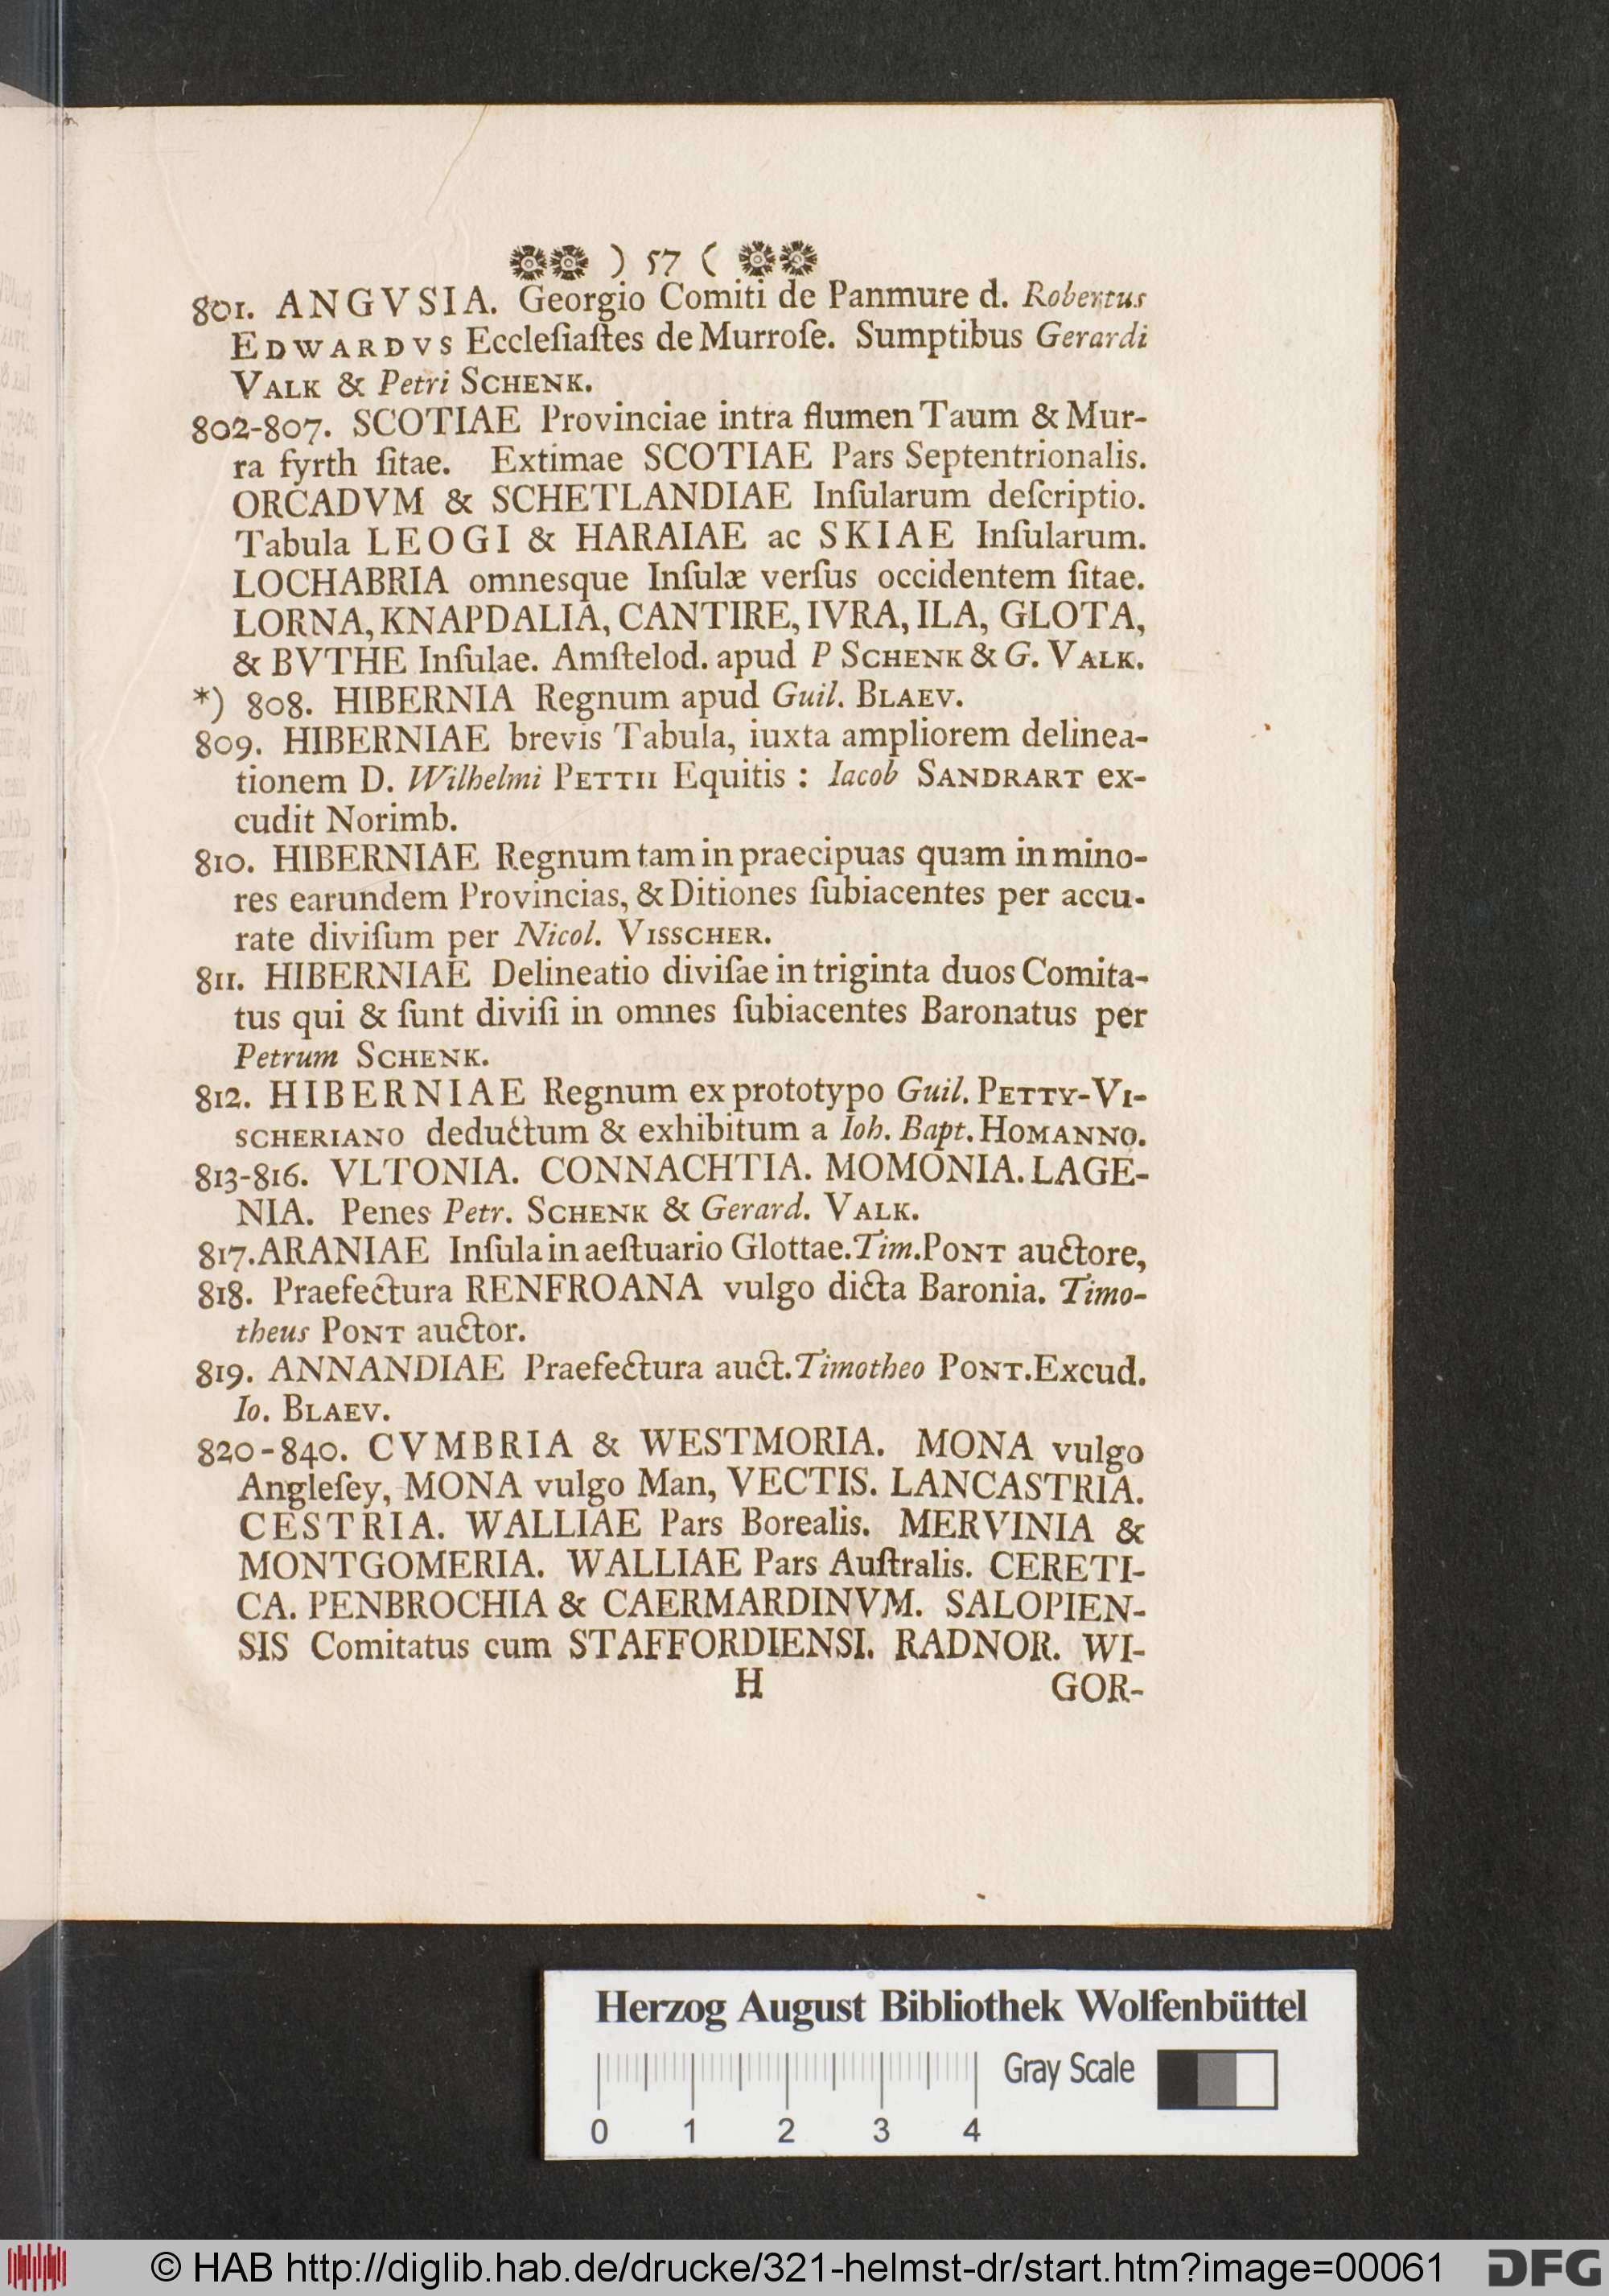 ) 57 (
801. ANGVSIA. Georgio Comiti de Panmure d. Robertus
EDWARDVS Eccleſiaſtes de Murroſe. Sumptibus Gerardi
VALK & Petri SCHENK.
802-807. SCOTIAE Provinciae intra flumen Taum & Mur-
ra fyrth ſitae. Extimae SCOTIAE Pars Septentrionalis.
ORCADVM & SCHETLANDIAE Inſularum deſcriptio.
Tabula LEOGI & HARAIAE ac SKIAE Inſularum.
LOCHABRIA omnesque Inſulæ verſus occidentem ſitae.
LORNA, KNAPDALIA, CANTIRE, IVRA, ILA, GLOTA,
& BVTHE Inſulae. Amſtelod. apud P SCHENK & G. VALK.
*) 808. HIBERNIA Regnum apud Guil. BLAEV.
809. HIBERNIAE brevis Tabula, iuxta ampliorem delinea-
tionem D. Wilhelmi PETTII Equitis : Iacob SANDRART ex-
cudit Norimb.
810. HIBERNIAE Regnum tam in praecipuas quam in mino-
res earundem Provincias, & Ditiones ſubiacentes per accu-
rate diviſum per Nicol. VISSCHER.
811. HIBERNIAE Delineatio diviſae in triginta duos Comita-
tus qui & ſunt diviſi in omnes ſubiacentes Baronatus per
Petrum SCHENK.
812. HIBERNIAE Regnum ex prototypo Guil. PETTY-VI-
SCHERIANO deductum & exhibitum a Ioh. Bapt. HOMANNO.
813-816. VLTONIA. CONNACHTIA. MOMONIA. LAGE-
NIA. Penes Petr. SCHENK & Gerard. VALK.
817. ARANIAE Inſula in aeſtuario Glottae. Tim. PONT auctore,
818. Praefectura RENFROANA vulgo dicta Baronia. Timo-
theus PONT auctor.
819. ANNANDIAE Praefectura auct. Timotheo PONT. Excud.
Io. BLAEV.
820-840. CVMBRIA & WESTMORIA. MONA vulgo
Angleſey, MONA vulgo Man, VECTIS. LANCASTRIA.
CESTRIA. WALLIAE Pars Borealis. MERVINIA &
MONTGOMERIA. WALLIAE Pars Auſtralis. CERETI-
CA. PENBROCHIA & CAERMARDINVM. SALOPIEN-
SIS Comitatus cum STAFFORDIENSI. RADNOR. WI-
H GOR-
Herzog August Bibliothek Wolfenbüttel
Gray Scale
0 1 2 3 4
© HAB http://diglib.hab.de/drucke/321-helmst-dr/start.htm?image=00061
DFG